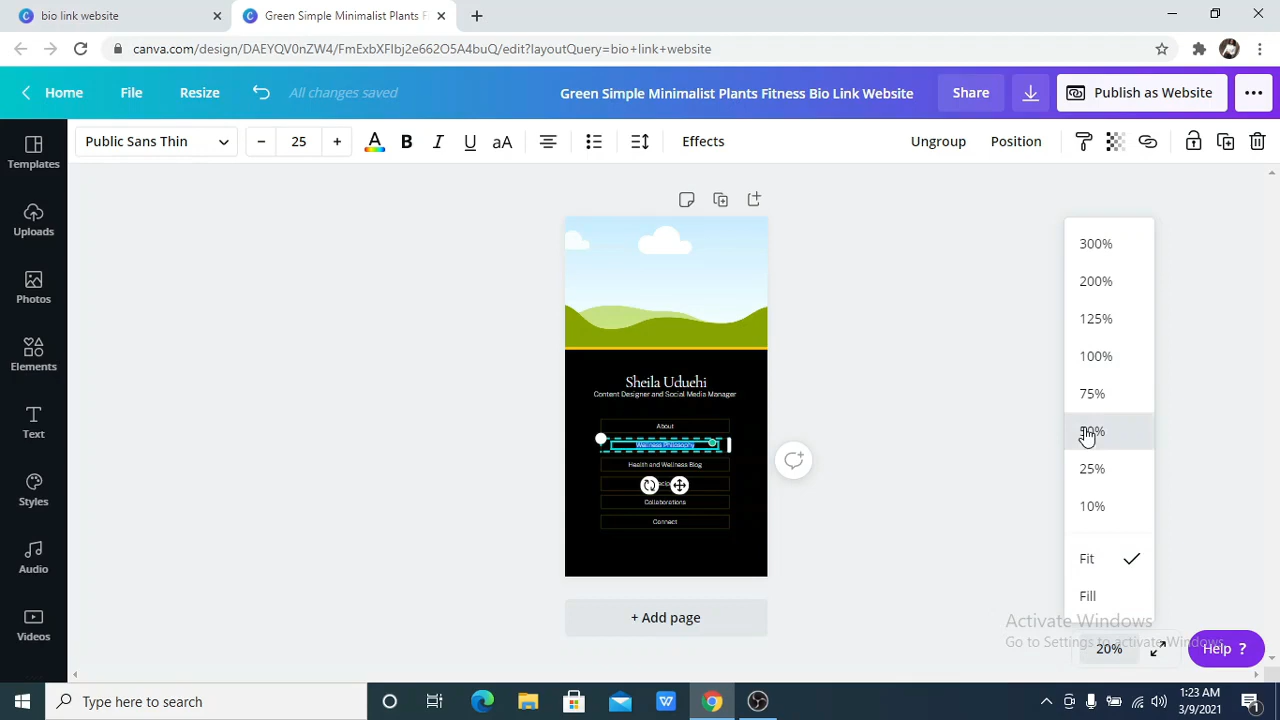 bio link website
Green Simple Minimalist Plants F
canva.com/design/DAEYQV0nZW4/FmExbXFIbj2e662O5A4buQ/edit?layoutQuery=bio+link+website
Home
File
Resize
All changes saved
Green Simple Minimalist Plants Fitness Bio Link Website
Share
Publish as Website
Public Sans Thin
25
A
B
I
U
aA
Effects
Ungroup
Position
Templates
Uploads
Photos
Elements
Text
Styles
Audio
Videos
Sheila Uduehi
Content Designer and Social Media Manager
About
Wellness Philosophy
Health and Wellness Blog
Collaborations
Connect
+ Add page
300%
200%
125%
100%
75%
50%
25%
10%
Fit
Fill
Activate Windows
Go to Settings to activate Windows.
20%
Help ?
Type here to search
1:23 AM
3/9/2021
1